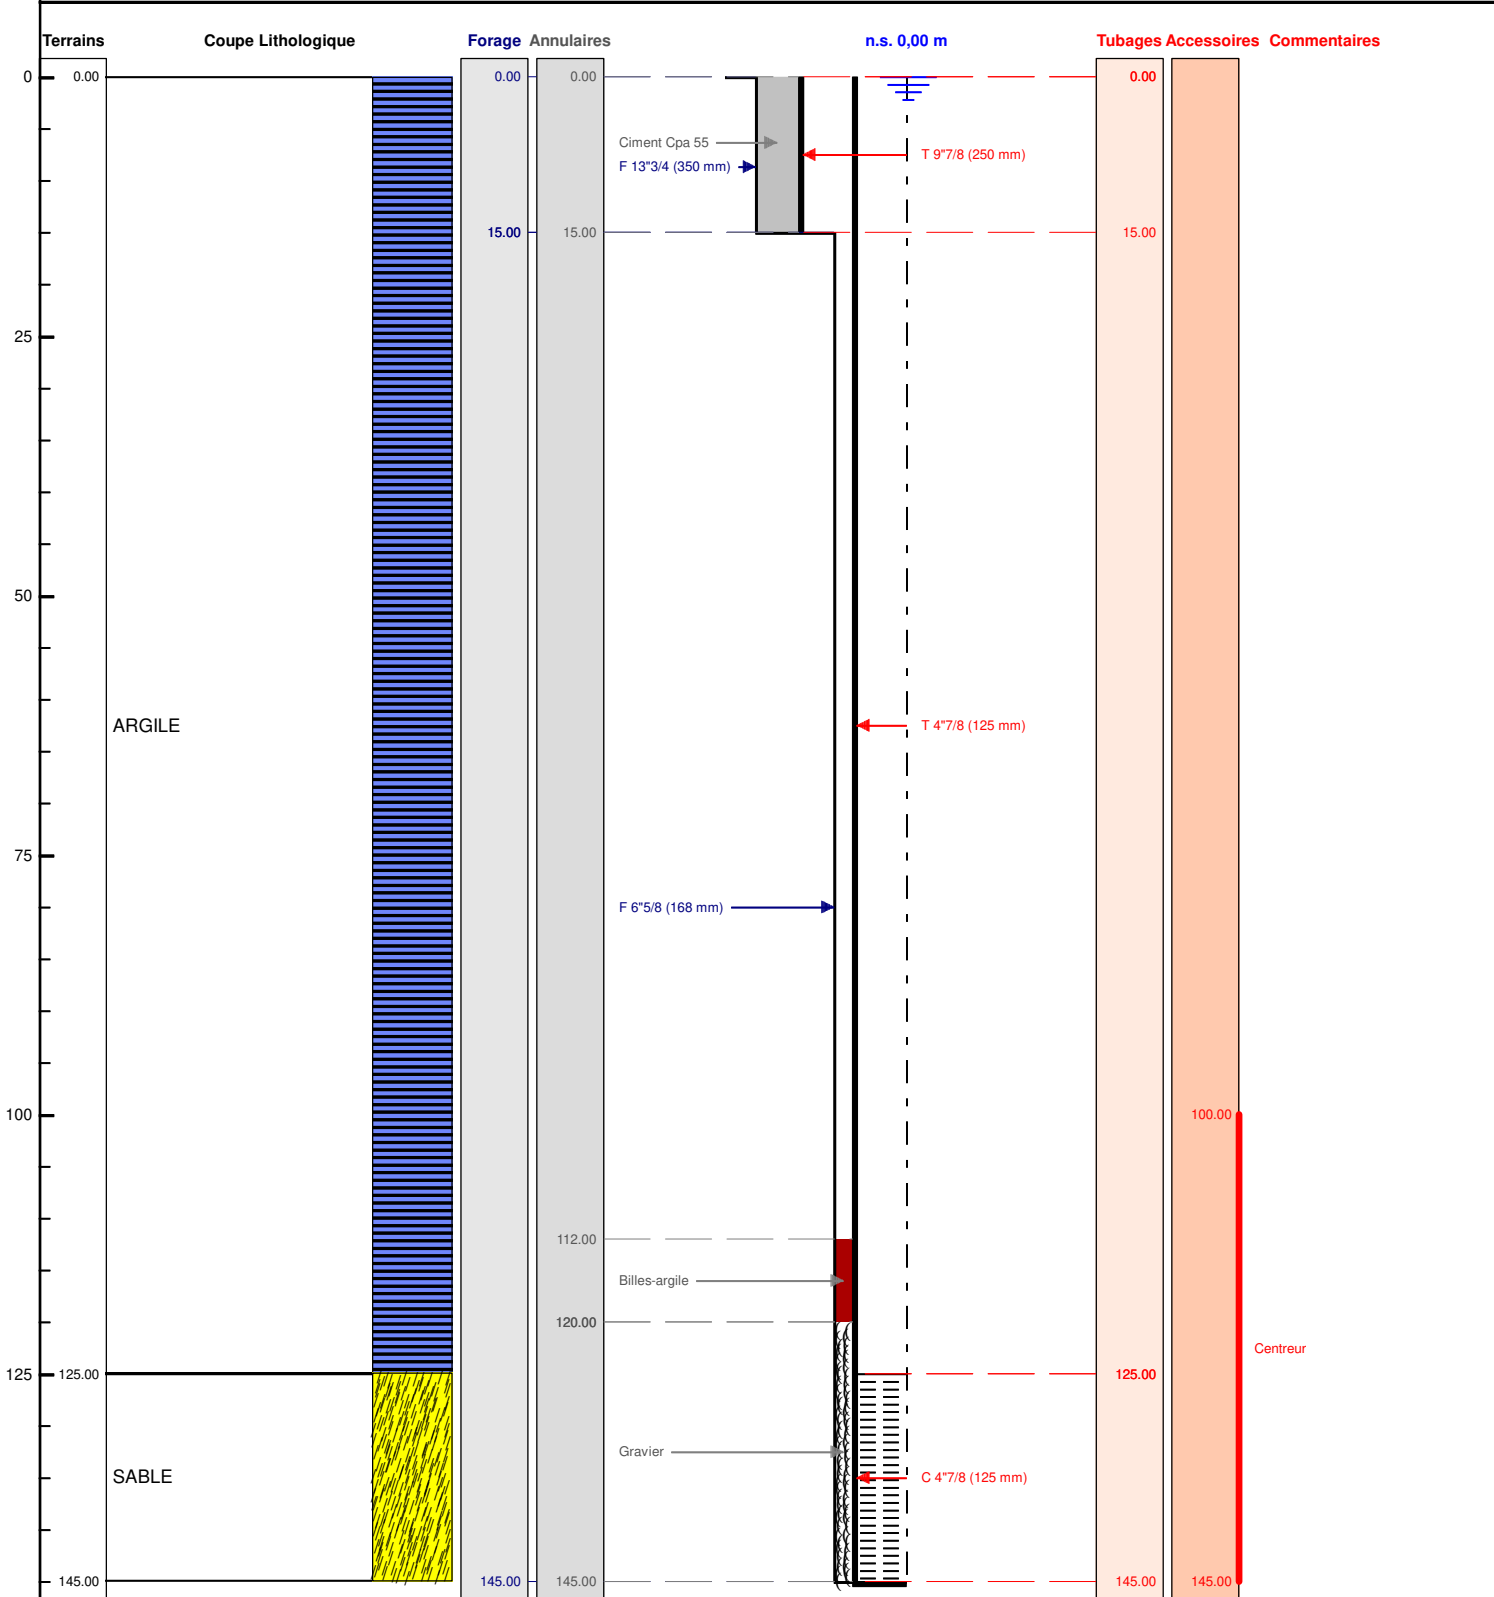 Terrains Coupe Lithologique Forage Annulaires n.s. 0,00 m Tubages Accessoires Commentaires
0 0.00 0.00 0.00 0.00
Ciment Cpa 55
T 9"7/8 (250 mm)
F 13"3/4 (350 mm)
15.00 15.00 15.00
25
50
ARGILE T 4"7/8 (125 mm)
75
F 6"5/8 (168 mm)
100 100.00
112.00
Billes-argile
120.00
Centreur
125 125.00 125.00
Gravier
SABLE C 4"7/8 (125 mm)
145.00 145.00 145.00 145.00 145.00